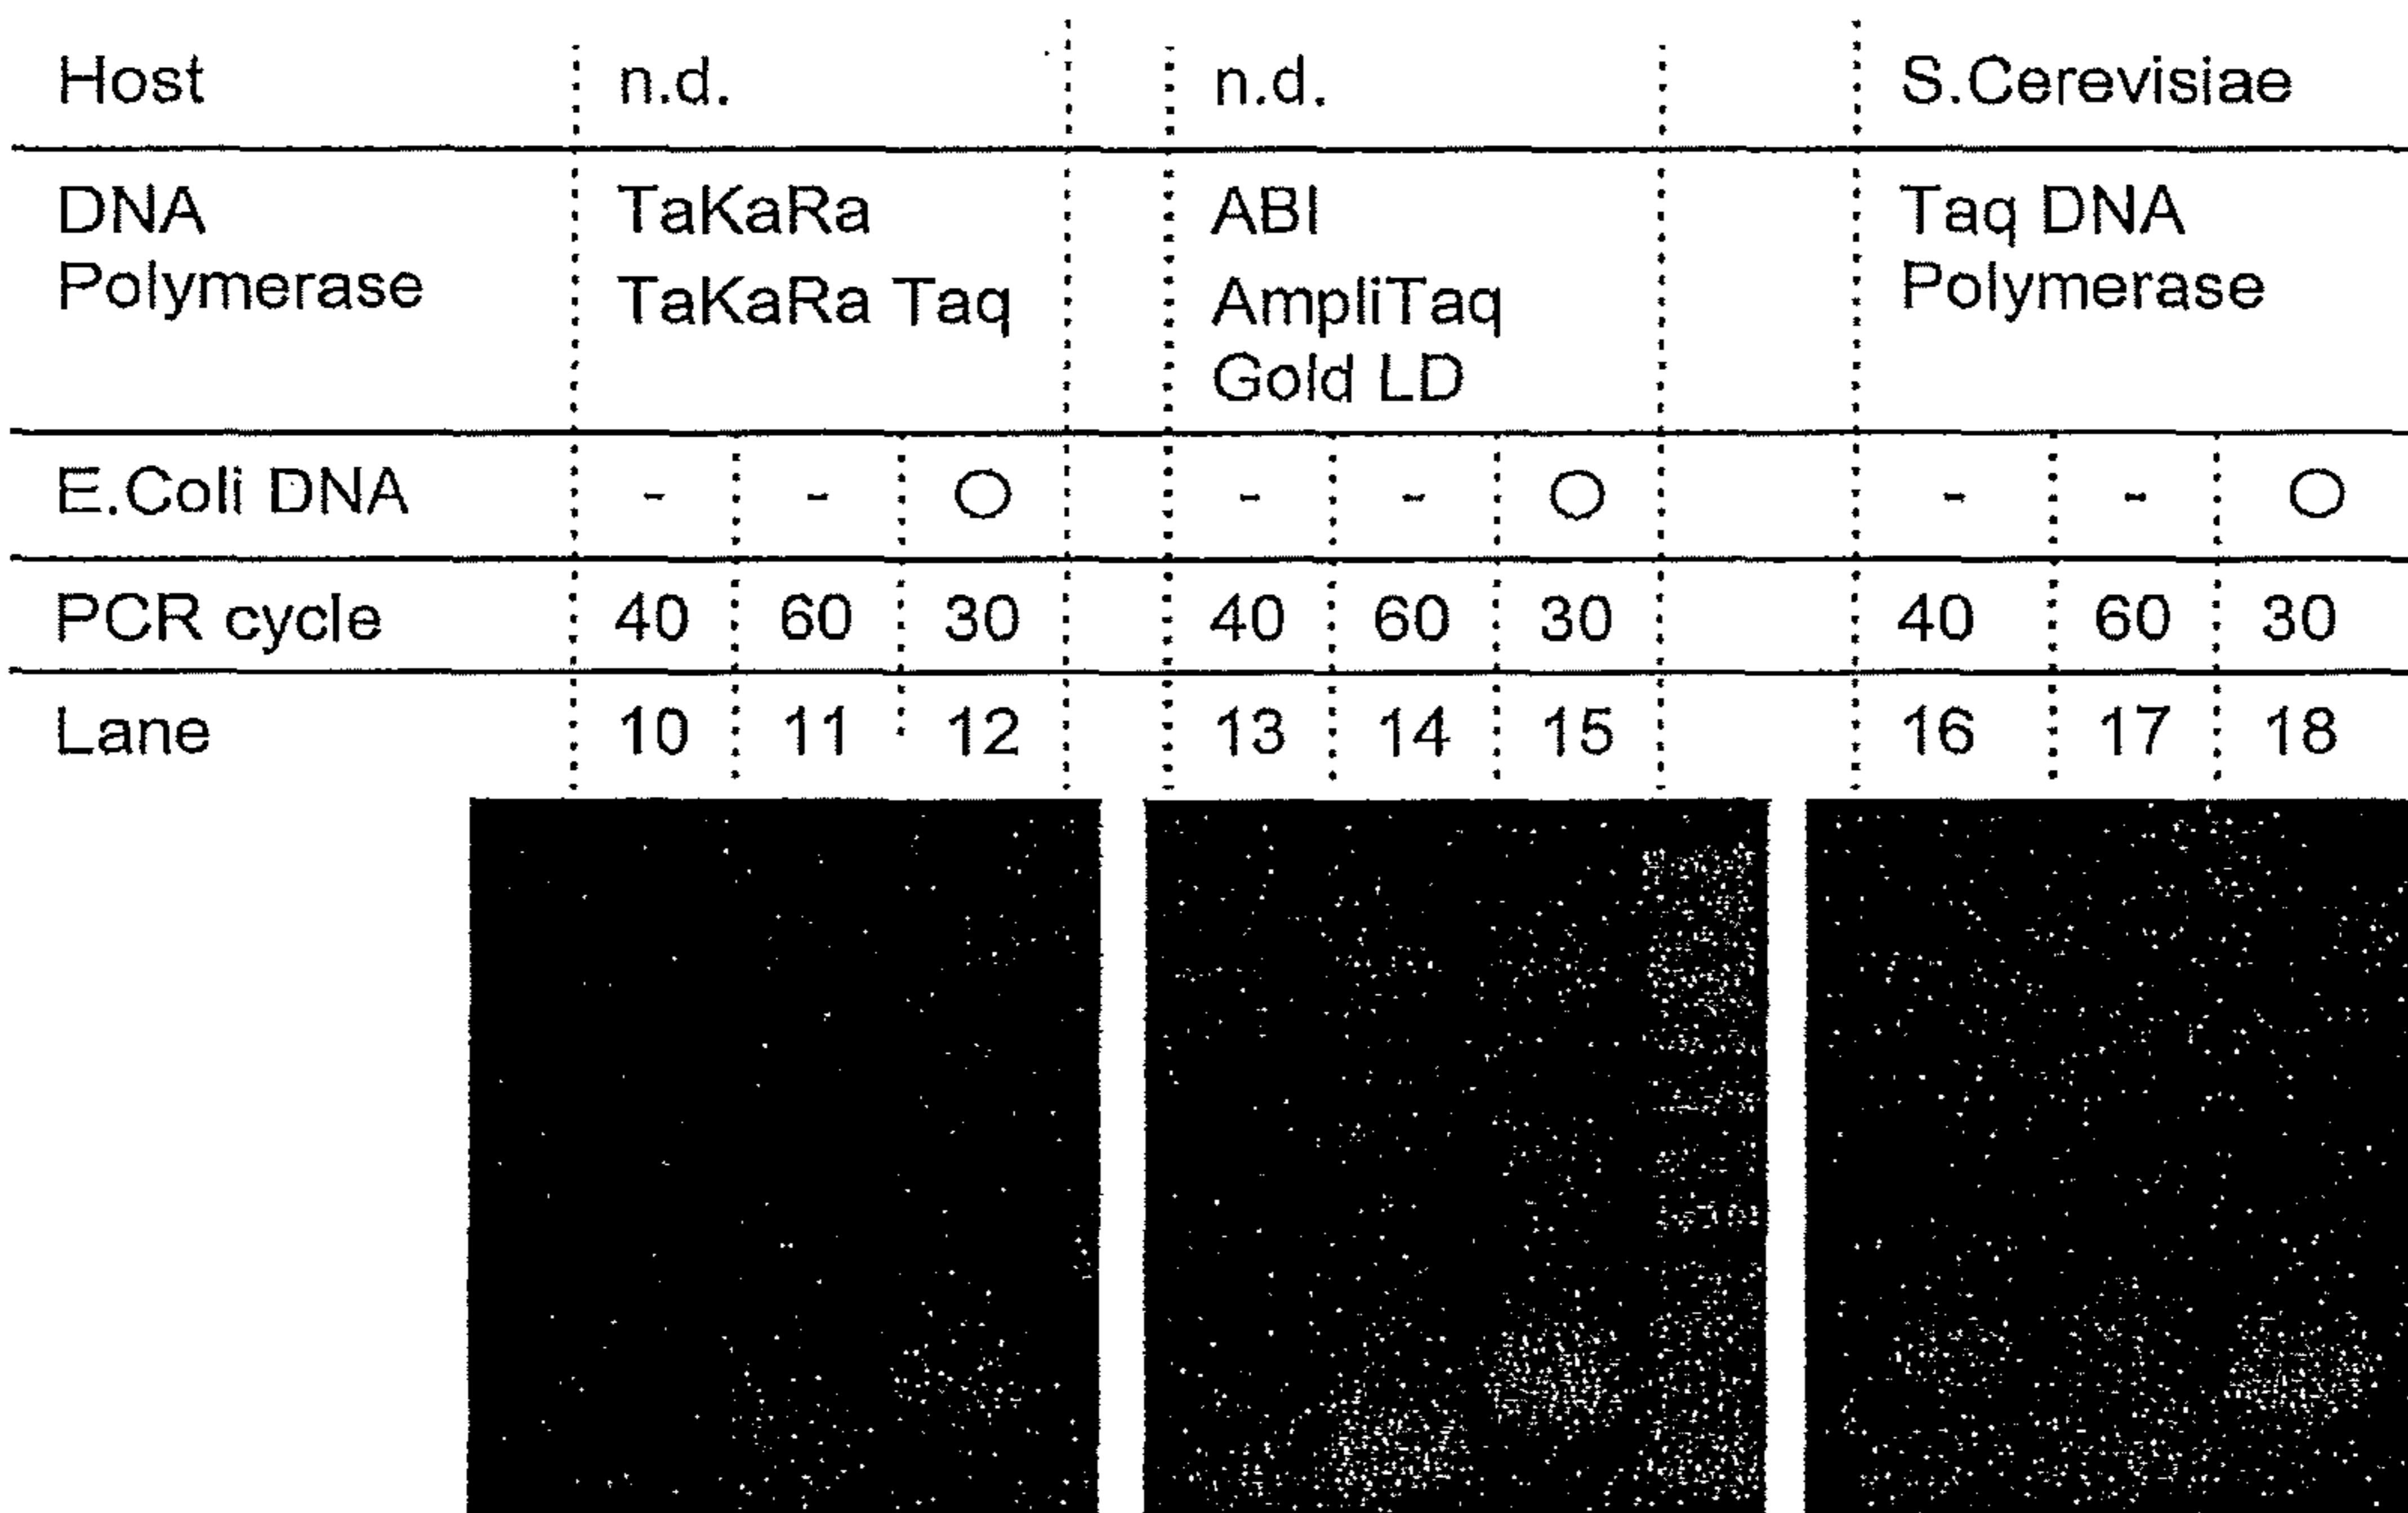 Host n.d. n.d. S.Cerevisiae
DNA Polymerase TaKaRa TaKaRa Taq ABI AmpliTaq Gold LD Taq DNA Polymerase
E.Coli DNA - - ○ - - ○ - - ○
PCR cycle 40 60 30 40 60 30 40 60 30
Lane 10 11 12 13 14 15 16 17 18